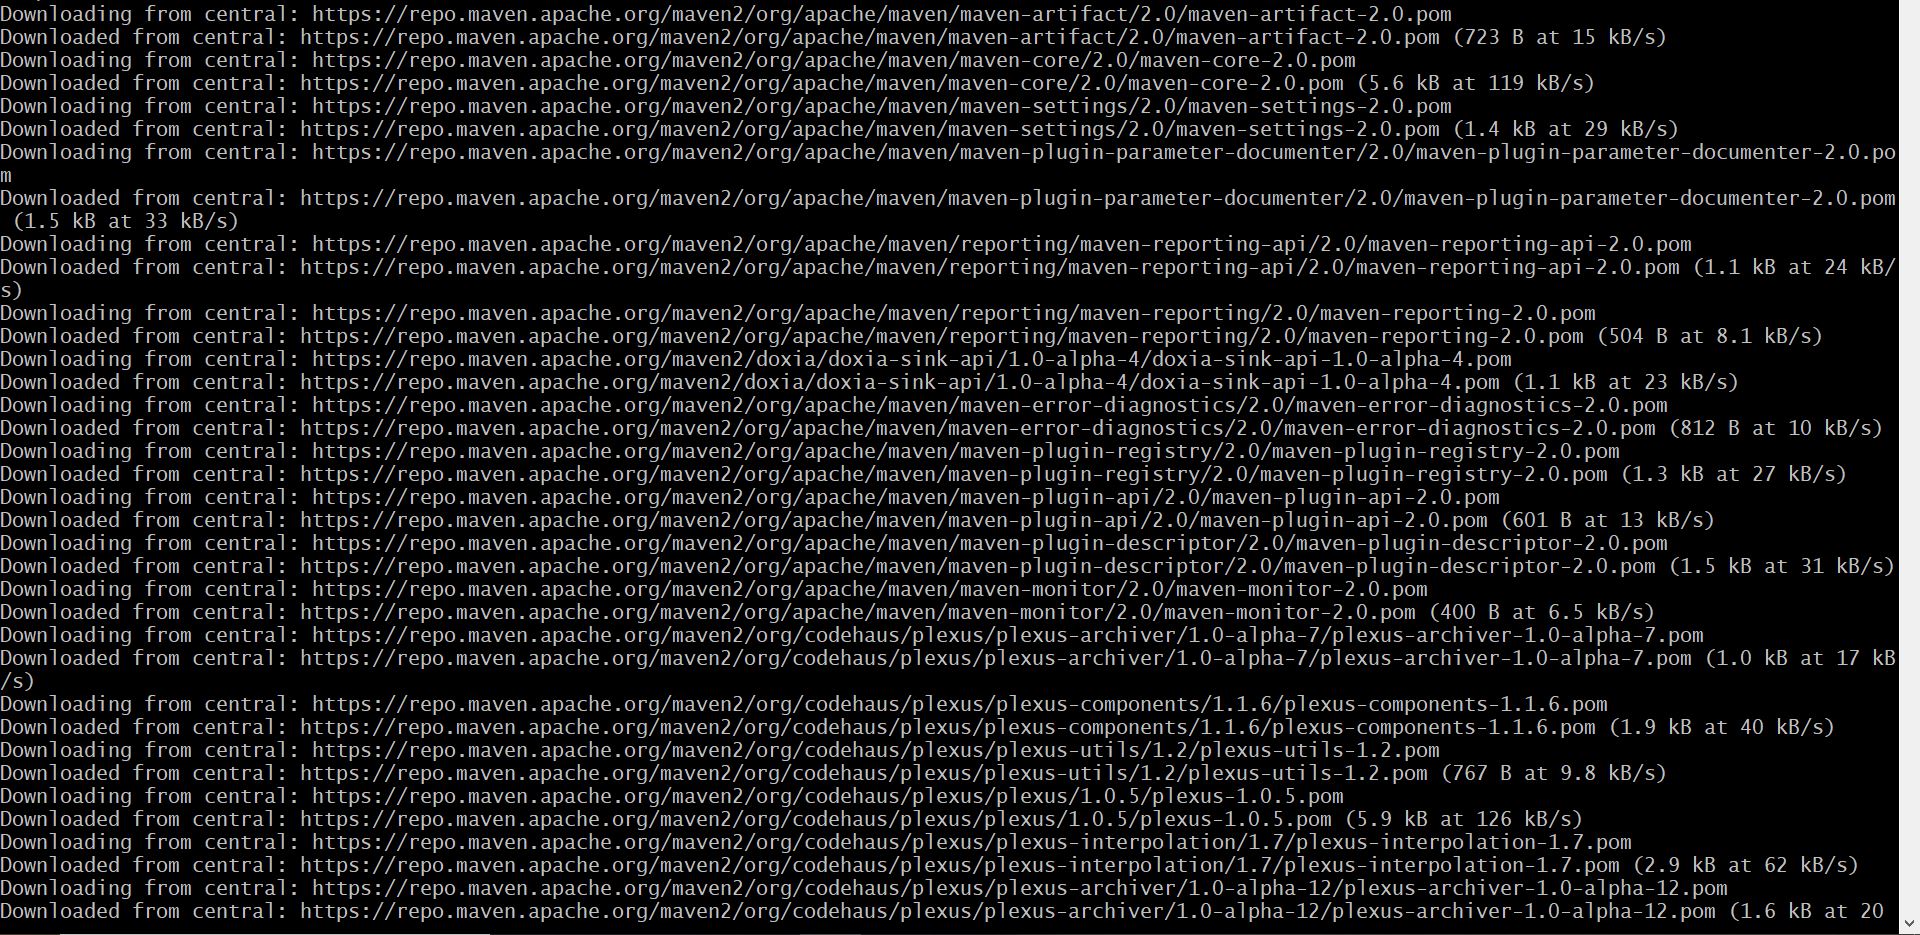 Downloading from central: https://repo.maven.apache.org/maven2/org/apache/maven/maven-artifact/2.0/maven-artifact-2.0.pom
Downloaded from central: https://repo.maven.apache.org/maven2/org/apache/maven/maven-artifact/2.0/maven-artifact-2.0.pom (723 B at 15 kB/s)
Downloading from central: https://repo.maven.apache.org/maven2/org/apache/maven/maven-core/2.0/maven-core-2.0.pom
Downloaded from central: https://repo.maven.apache.org/maven2/org/apache/maven/maven-core/2.0/maven-core-2.0.pom (5.6 kB at 119 kB/s)
Downloading from central: https://repo.maven.apache.org/maven2/org/apache/maven/maven-settings/2.0/maven-settings-2.0.pom
Downloaded from central: https://repo.maven.apache.org/maven2/org/apache/maven/maven-settings/2.0/maven-settings-2.0.pom (1.4 kB at 29 kB/s)
Downloading from central: https://repo.maven.apache.org/maven2/org/apache/maven/maven-plugin-parameter-documenter/2.0/maven-plugin-parameter-documenter-2.0.po
m
Downloaded from central: https://repo.maven.apache.org/maven2/org/apache/maven/maven-plugin-parameter-documenter/2.0/maven-plugin-parameter-documenter-2.0.pom
 (1.5 kB at 33 kB/s)
Downloading from central: https://repo.maven.apache.org/maven2/org/apache/maven/reporting/maven-reporting-api/2.0/maven-reporting-api-2.0.pom
Downloaded from central: https://repo.maven.apache.org/maven2/org/apache/maven/reporting/maven-reporting-api/2.0/maven-reporting-api-2.0.pom (1.1 kB at 24 kB/
s)
Downloading from central: https://repo.maven.apache.org/maven2/org/apache/maven/reporting/maven-reporting/2.0/maven-reporting-2.0.pom
Downloaded from central: https://repo.maven.apache.org/maven2/org/apache/maven/reporting/maven-reporting/2.0/maven-reporting-2.0.pom (504 B at 8.1 kB/s)
Downloading from central: https://repo.maven.apache.org/maven2/doxia/doxia-sink-api/1.0-alpha-4/doxia-sink-api-1.0-alpha-4.pom
Downloaded from central: https://repo.maven.apache.org/maven2/doxia/doxia-sink-api/1.0-alpha-4/doxia-sink-api-1.0-alpha-4.pom (1.1 kB at 23 kB/s)
Downloading from central: https://repo.maven.apache.org/maven2/org/apache/maven/maven-error-diagnostics/2.0/maven-error-diagnostics-2.0.pom
Downloaded from central: https://repo.maven.apache.org/maven2/org/apache/maven/maven-error-diagnostics/2.0/maven-error-diagnostics-2.0.pom (812 B at 10 kB/s)
Downloading from central: https://repo.maven.apache.org/maven2/org/apache/maven/maven-plugin-registry/2.0/maven-plugin-registry-2.0.pom
Downloaded from central: https://repo.maven.apache.org/maven2/org/apache/maven/maven-plugin-registry/2.0/maven-plugin-registry-2.0.pom (1.3 kB at 27 kB/s)
Downloading from central: https://repo.maven.apache.org/maven2/org/apache/maven/maven-plugin-api/2.0/maven-plugin-api-2.0.pom
Downloaded from central: https://repo.maven.apache.org/maven2/org/apache/maven/maven-plugin-api/2.0/maven-plugin-api-2.0.pom (601 B at 13 kB/s)
Downloading from central: https://repo.maven.apache.org/maven2/org/apache/maven/maven-plugin-descriptor/2.0/maven-plugin-descriptor-2.0.pom
Downloaded from central: https://repo.maven.apache.org/maven2/org/apache/maven/maven-plugin-descriptor/2.0/maven-plugin-descriptor-2.0.pom (1.5 kB at 31 kB/s)
Downloading from central: https://repo.maven.apache.org/maven2/org/apache/maven/maven-monitor/2.0/maven-monitor-2.0.pom
Downloaded from central: https://repo.maven.apache.org/maven2/org/apache/maven/maven-monitor/2.0/maven-monitor-2.0.pom (400 B at 6.5 kB/s)
Downloading from central: https://repo.maven.apache.org/maven2/org/codehaus/plexus/plexus-archiver/1.0-alpha-7/plexus-archiver-1.0-alpha-7.pom
Downloaded from central: https://repo.maven.apache.org/maven2/org/codehaus/plexus/plexus-archiver/1.0-alpha-7/plexus-archiver-1.0-alpha-7.pom (1.0 kB at 17 kB
/s)
Downloading from central: https://repo.maven.apache.org/maven2/org/codehaus/plexus/plexus-components/1.1.6/plexus-components-1.1.6.pom
Downloaded from central: https://repo.maven.apache.org/maven2/org/codehaus/plexus/plexus-components/1.1.6/plexus-components-1.1.6.pom (1.9 kB at 40 kB/s)
Downloading from central: https://repo.maven.apache.org/maven2/org/codehaus/plexus/plexus-utils/1.2/plexus-utils-1.2.pom
Downloaded from central: https://repo.maven.apache.org/maven2/org/codehaus/plexus/plexus-utils/1.2/plexus-utils-1.2.pom (767 B at 9.8 kB/s)
Downloading from central: https://repo.maven.apache.org/maven2/org/codehaus/plexus/plexus/1.0.5/plexus-1.0.5.pom
Downloaded from central: https://repo.maven.apache.org/maven2/org/codehaus/plexus/plexus/1.0.5/plexus-1.0.5.pom (5.9 kB at 126 kB/s)
Downloading from central: https://repo.maven.apache.org/maven2/org/codehaus/plexus/plexus-interpolation/1.7/plexus-interpolation-1.7.pom
Downloaded from central: https://repo.maven.apache.org/maven2/org/codehaus/plexus/plexus-interpolation/1.7/plexus-interpolation-1.7.pom (2.9 kB at 62 kB/s)
Downloading from central: https://repo.maven.apache.org/maven2/org/codehaus/plexus/plexus-archiver/1.0-alpha-12/plexus-archiver-1.0-alpha-12.pom
Downloaded from central: https://repo.maven.apache.org/maven2/org/codehaus/plexus/plexus-archiver/1.0-alpha-12/plexus-archiver-1.0-alpha-12.pom (1.6 kB at 20